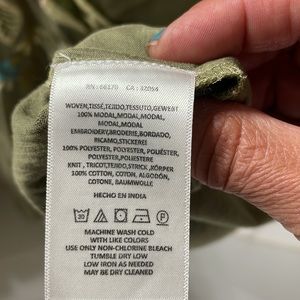 RN : 66170 CA : 32054
WOVEN,TISSÉ,TEJIDO,TESSUTO,GEWEBT
100% MODAL,MODAL,MODAL,
MODAL,MODAL
EMBROIDERY,BRODERIE,BORDADO,
RICAMO,STICKEREI
100% POLYESTER, POLYESTER, POLIÉSTER
POLIESTERE, POLYESTER
KNIT , TRICOT,TEJIDO,STRICK ,KÖRPER
100% COTTON, COTON, ALGODÓN,
COTONE, BAUMWOLLE
HECHO EN INDIA
30
MACHINE WASH COLD
WITH LIKE COLORS
USE ONLY NON-CHLORINE BLEACH
TUMBLE DRY LOW
LOW IRON AS NEEDED
MAY BE DRY CLEANED